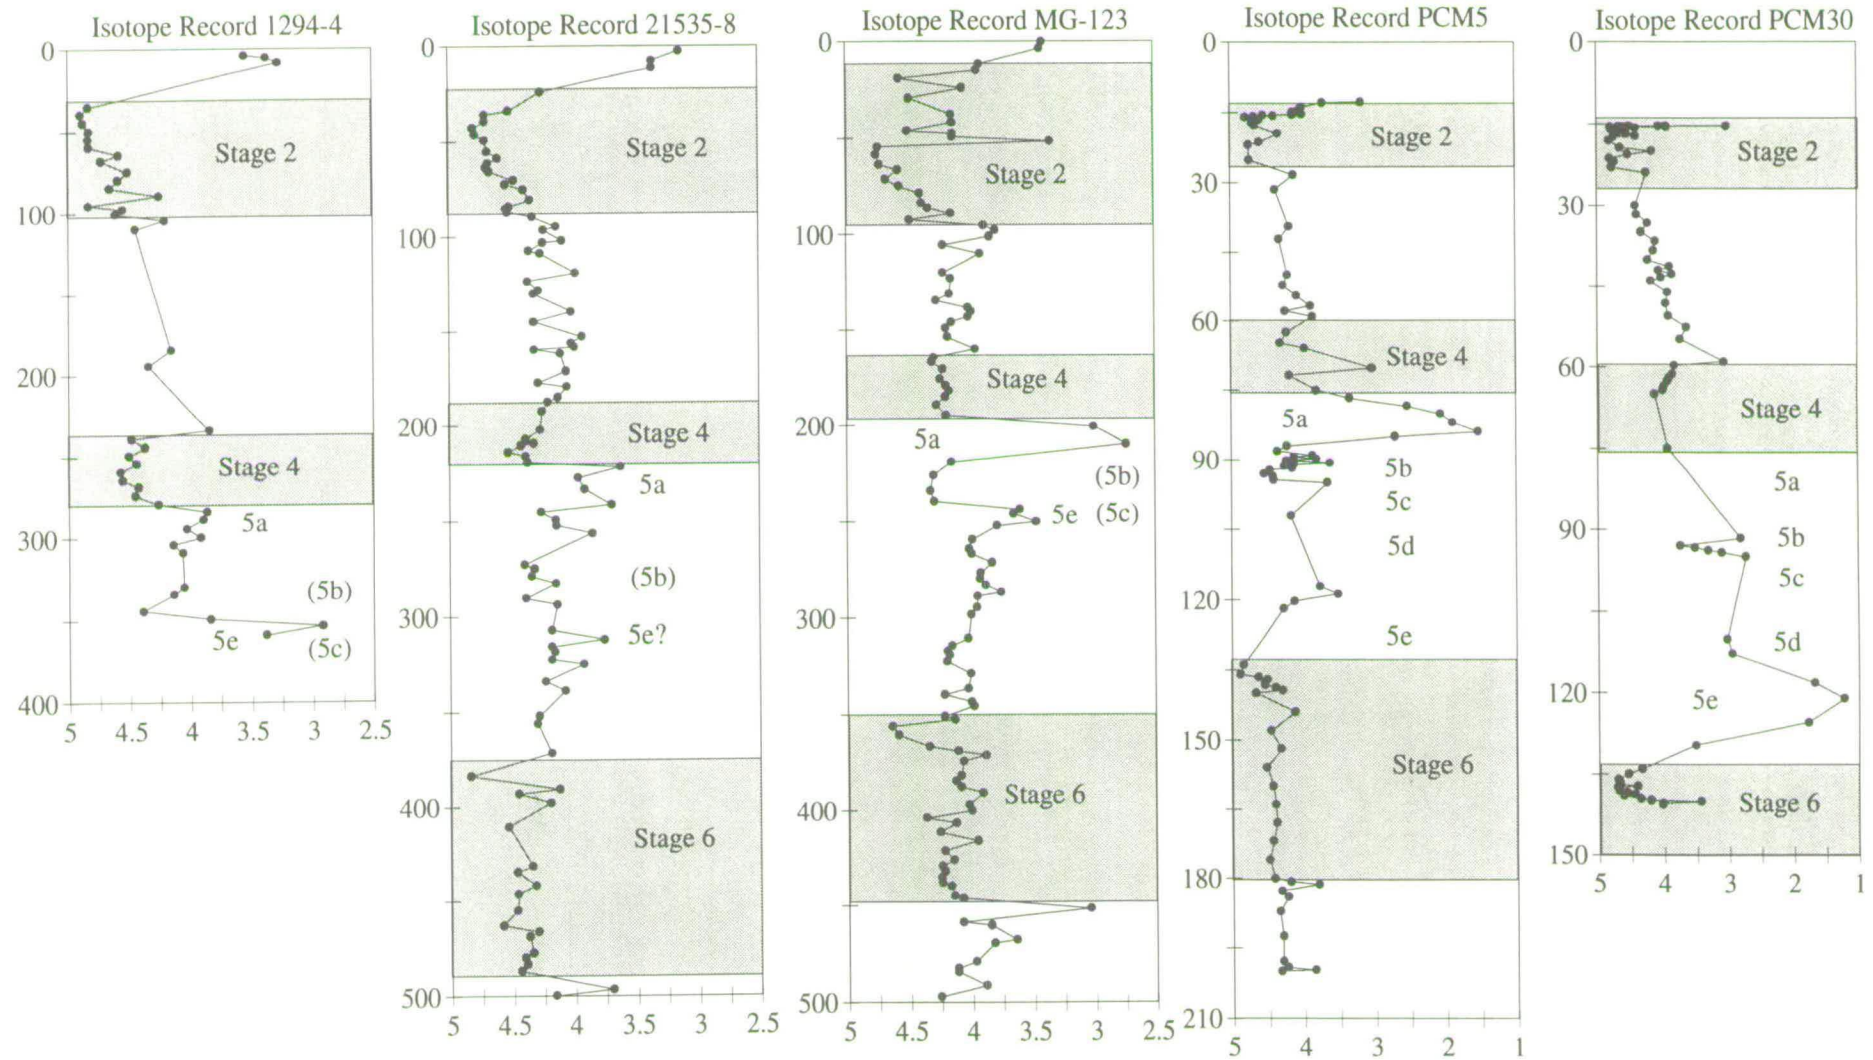 Isotope Record 1294-4
0
100
200
300
400
5
4.5
4
3.5
3
2.5
Stage 2
Stage 4
5a
(5b)
5e
(5c)
Isotope Record 21535-8
0
100
200
300
400
500
5
4.5
4
3.5
3
2.5
Stage 2
Stage 4
5a
(5b)
5e?
Stage 6
Isotope Record MG-123
0
100
200
300
400
500
5
4.5
4
3.5
3
2.5
Stage 2
Stage 4
5a
(5b)
5e
(5c)
Stage 6
Isotope Record PCM5
0
30
60
90
120
150
180
210
5
4
3
2
1
Stage 2
Stage 4
5a
5b
5c
5d
5e
Stage 6
Isotope Record PCM30
0
30
60
90
120
150
5
4
3
2
1
Stage 2
Stage 4
5a
5b
5c
5d
5e
Stage 6